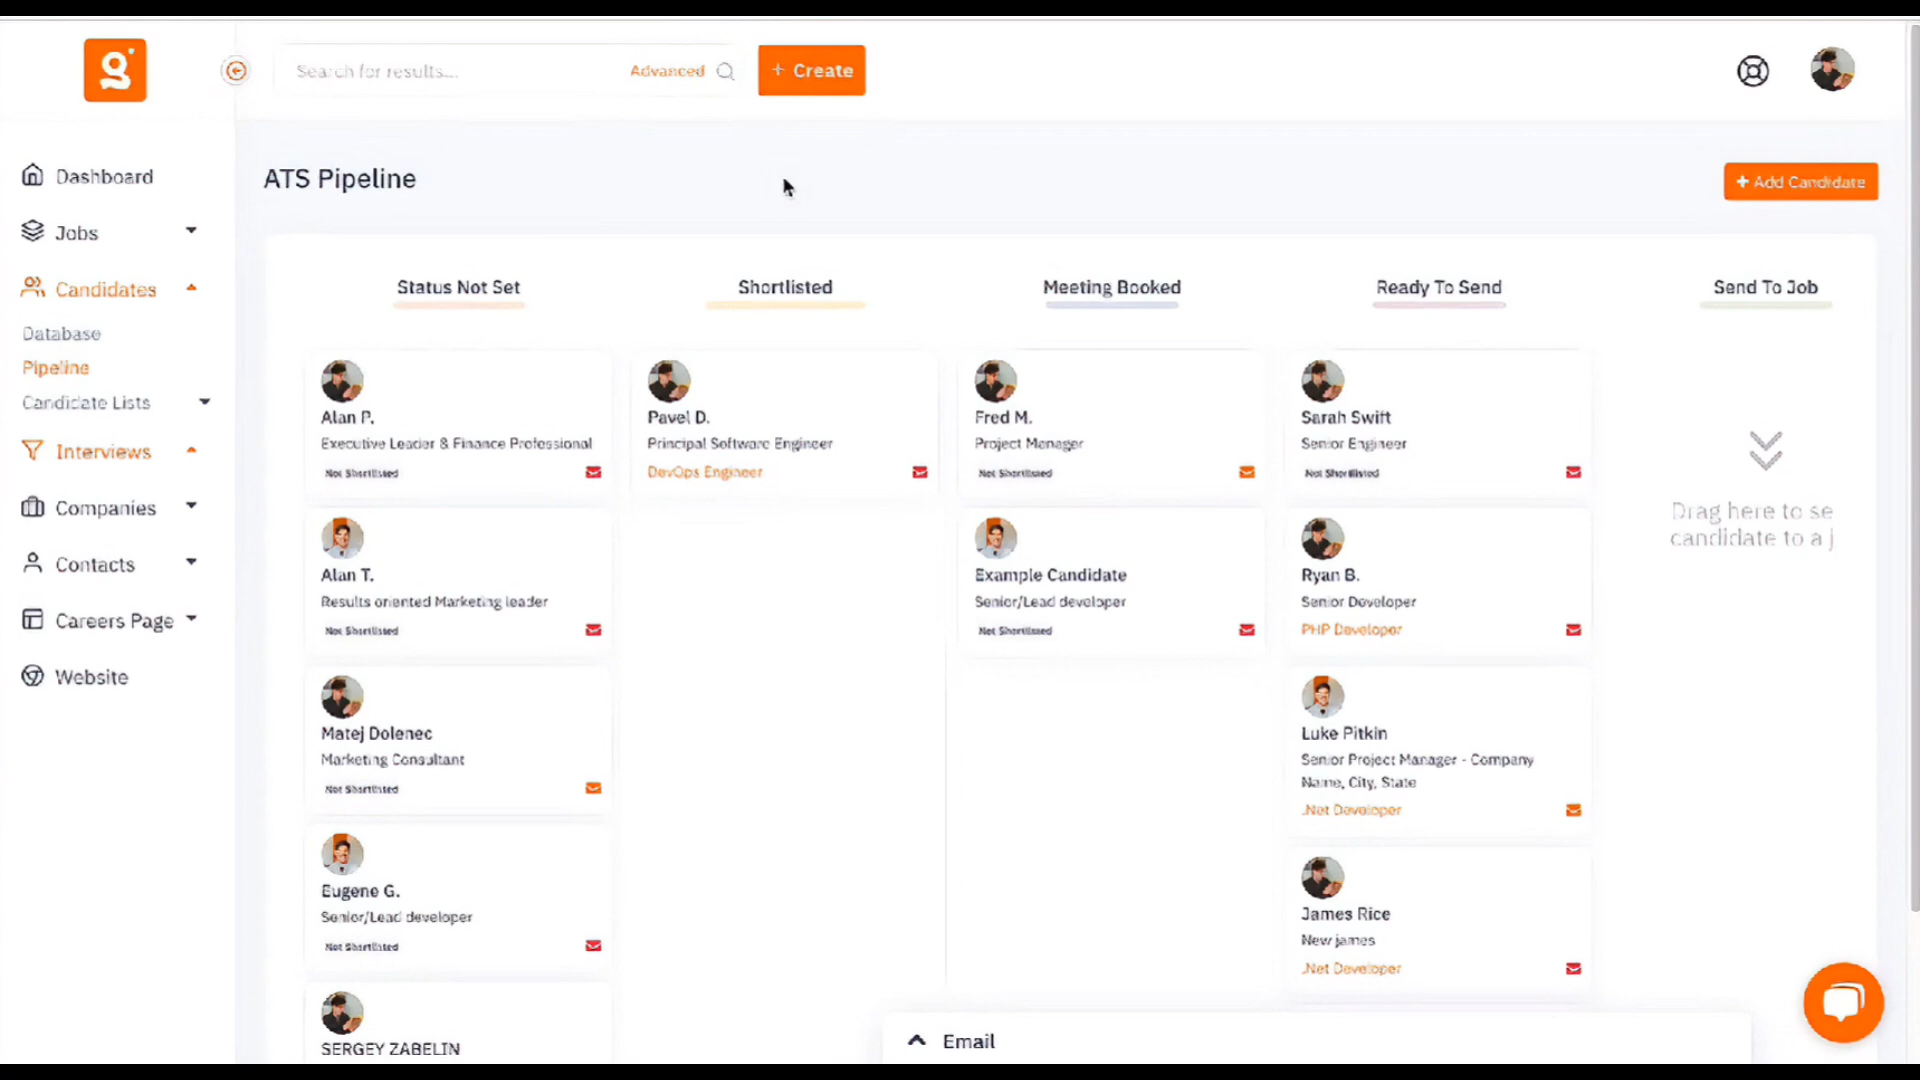 g
Search for results....
Advanced
+ Create
Dashboard
Jobs
Candidates
Database
Pipeline
Candidate Lists
Interviews
Companies
Contacts
Careers Page
Website
ATS Pipeline
+ Add Candidate
Status Not Set
Alan P.
Executive Leader & Finance Professional
Not Shortlisted
Alan T.
Results oriented Marketing leader
Not Shortlisted
Matej Dolenec
Marketing Consultant
Not Shortlisted
Eugene G.
Senior/Lead developer
Not Shortlisted
SERGEY ZABELIN
Shortlisted
Pavel D.
Principal Software Engineer
DevOps Engineer
Meeting Booked
Fred M.
Project Manager
Not Shortlisted
Example Candidate
Senior/Lead developer
Not Shortlisted
Ready To Send
Sarah Swift
Senior Engineer
Not Shortlisted
Ryan B.
Senior Developer
PHP Developer
Luke Pitkin
Senior Project Manager - Company
Name, City, State
.Net Developer
James Rice
New james
.Net Developer
Send To Job
Drag here to se
candidate to a j
Email